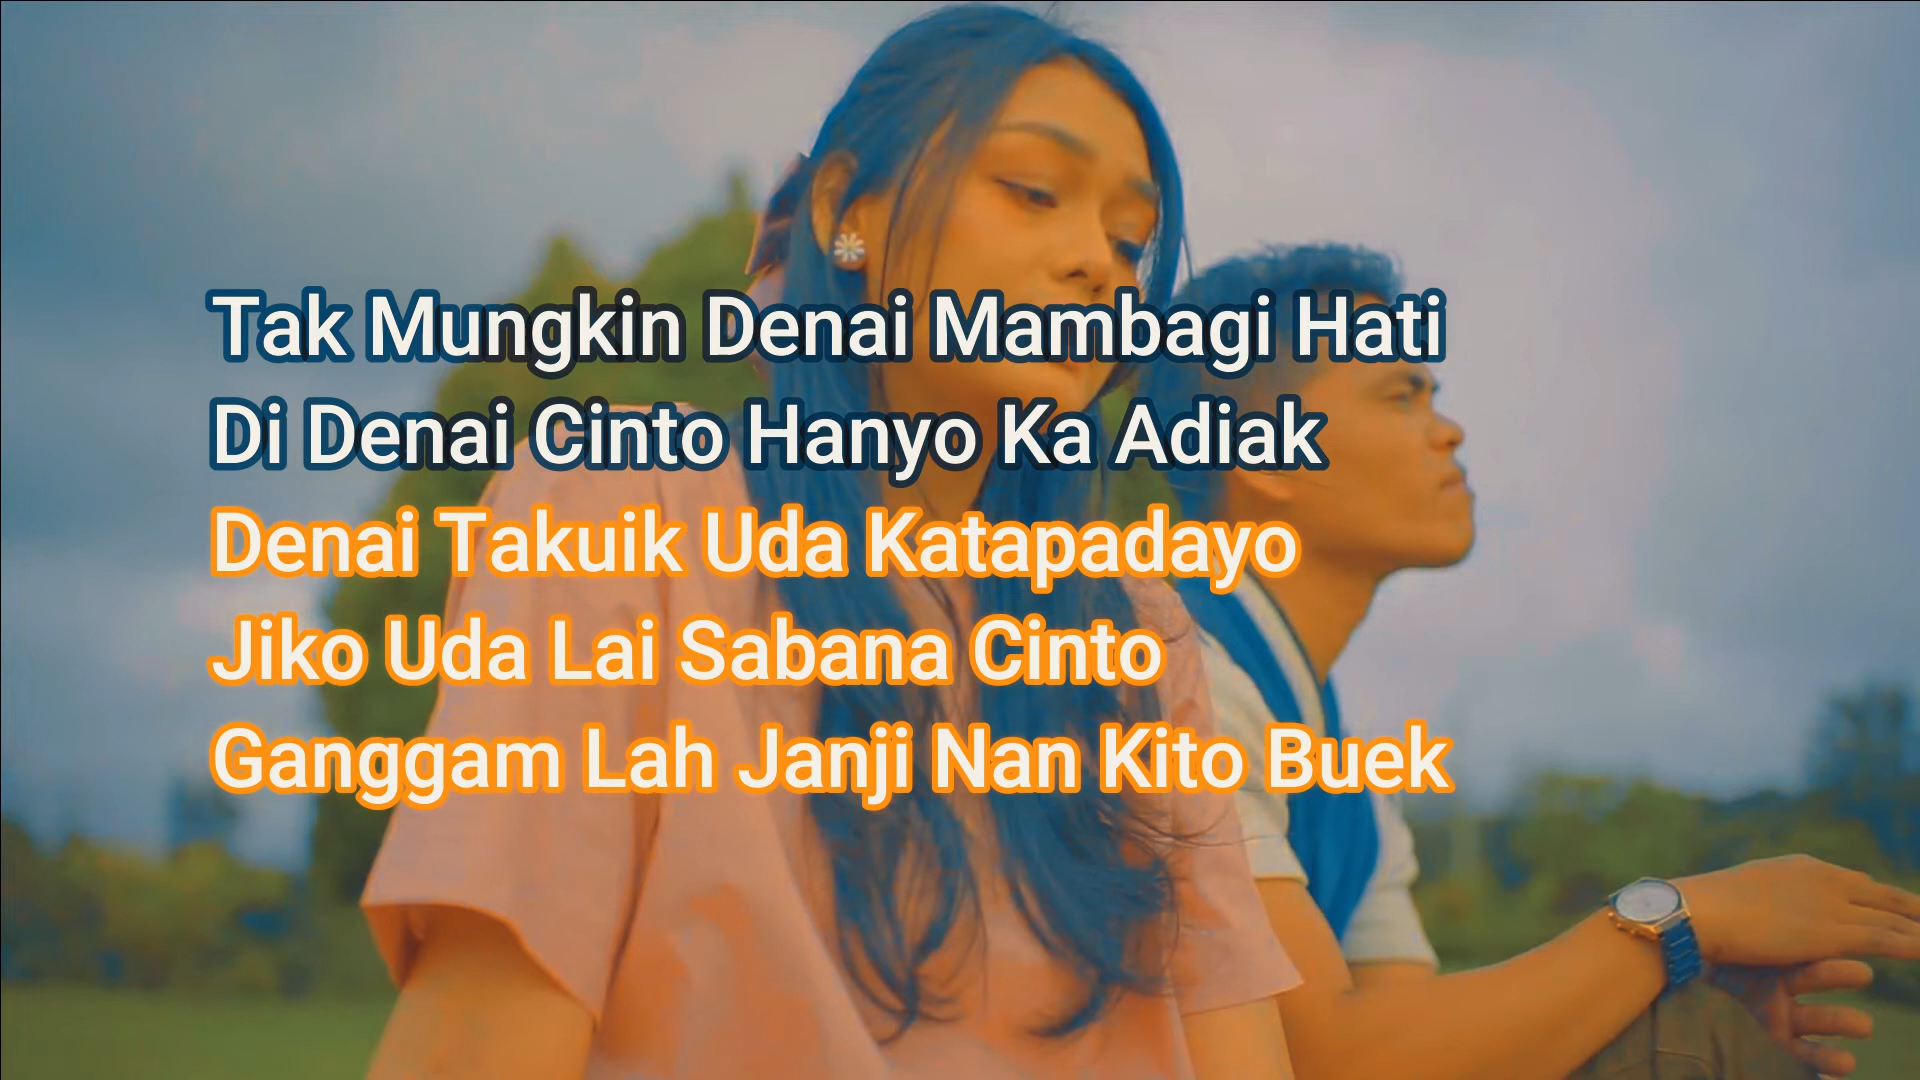 Tak Mungkin Denai Mambagi Hati
Di Denai Cinto Hanyo Ka Adiak
Denai Takuik Uda Katapadayo
Jiko Uda Lai Sabana Cinto
Ganggam Lah Janji Nan Kito Buek